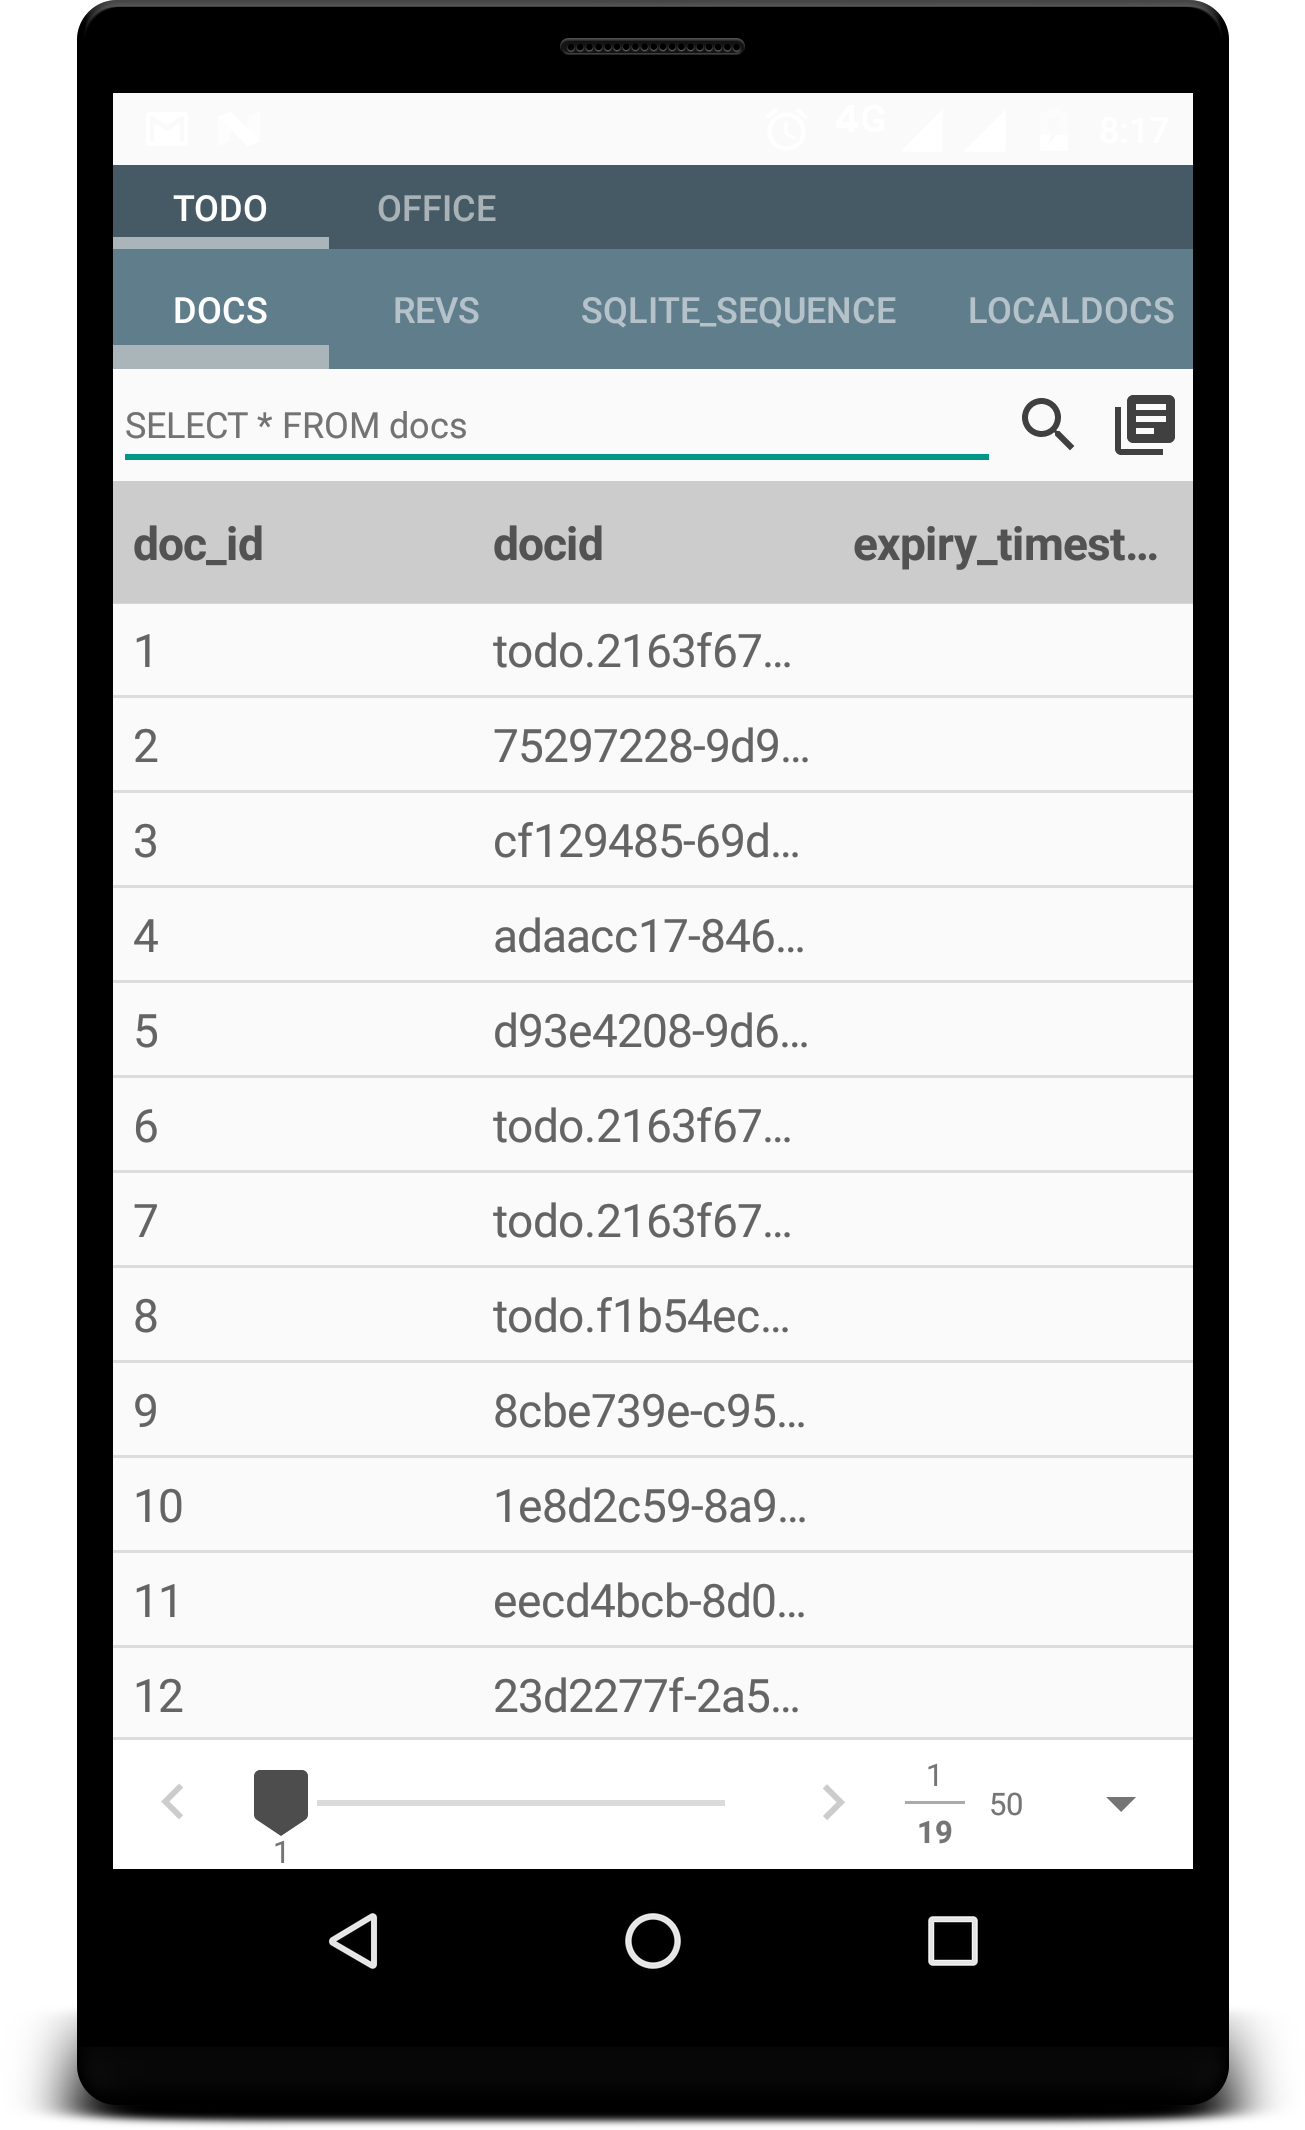 4G 8:17
TODO OFFICE
DOCS REVS SQLITE_SEQUENCE LOCALDOCS
SELECT * FROM docs
doc_id docid expiry_timest...
1 todo.2163f67...
2 75297228-9d9...
3 cf129485-69d...
4 adaacc17-846...
5 d93e4208-9d6...
6 todo.2163f67...
7 todo.2163f67...
8 todo.f1b54ec...
9 8cbe739e-c95...
10 1e8d2c59-8a9...
11 eecd4bcb-8d0...
12 23d2277f-2a5...
1
50
19
1